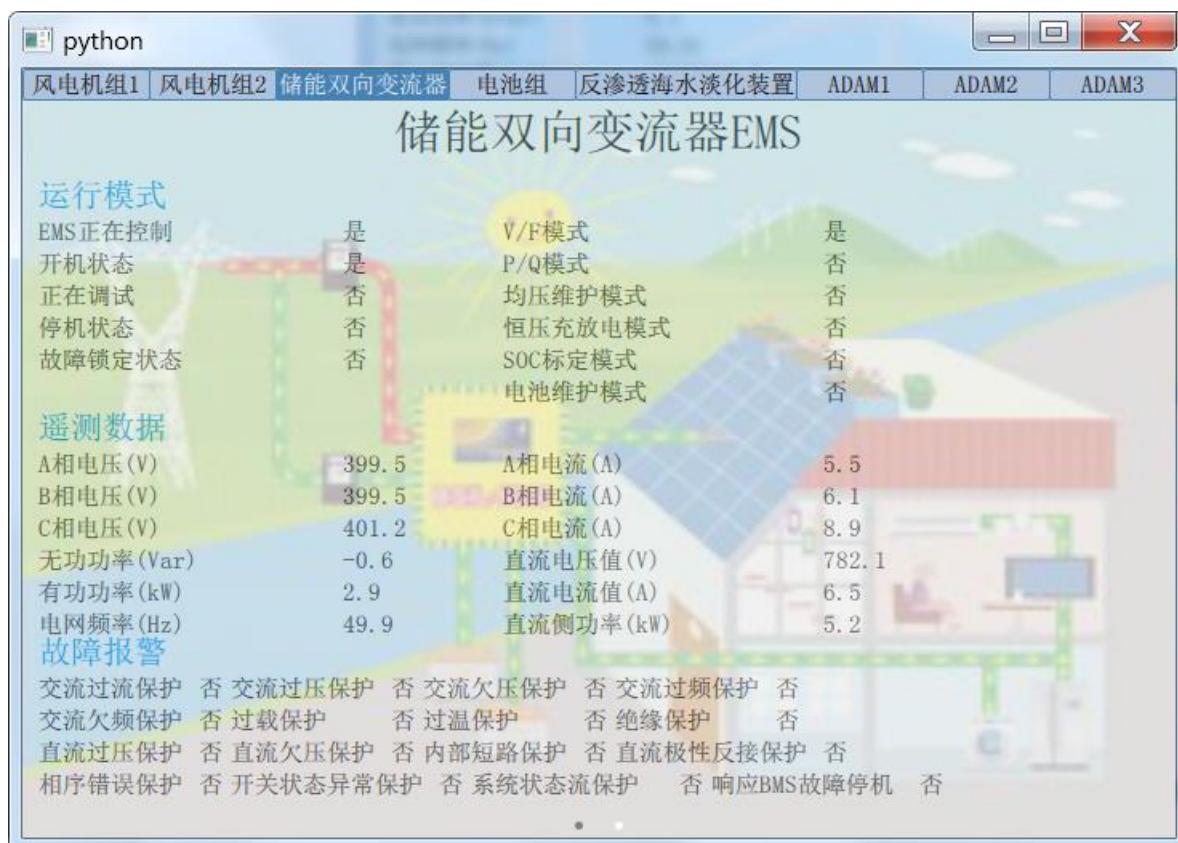 python
风电机组1 风电机组2 储能双向变流器 电池组 反渗透海水淡化装置 ADAM1 ADAM2 ADAM3
储能双向变流器EMS
运行模式
EMS正在控制 是 V/F模式 是
开机状态 是 P/Q模式 否
正在调试 否 均压维护模式 否
停机状态 否 恒压充放电模式 否
故障锁定状态 否 SOC标定模式 否
电池维护模式 否
遥测数据
A相电压(V) 399.5 A相电流(A) 5.5
B相电压(V) 399.5 B相电流(A) 6.1
C相电压(V) 401.2 C相电流(A) 8.9
无功功率(Var) -0.6 直流电压值(V) 782.1
有功功率(kW) 2.9 直流电流值(A) 6.5
电网频率(Hz) 49.9 直流侧功率(kW) 5.2
故障报警
交流过流保护 否 交流过压保护 否 交流欠压保护 否 交流过频保护 否
交流欠频保护 否 过载保护 否 过温保护 否 绝缘保护 否
直流过压保护 否 直流欠压保护 否 内部短路保护 否 直流极性反接保护 否
相序错误保护 否 开关状态异常保护 否 系统状态流保护 否 响应BMS故障停机 否